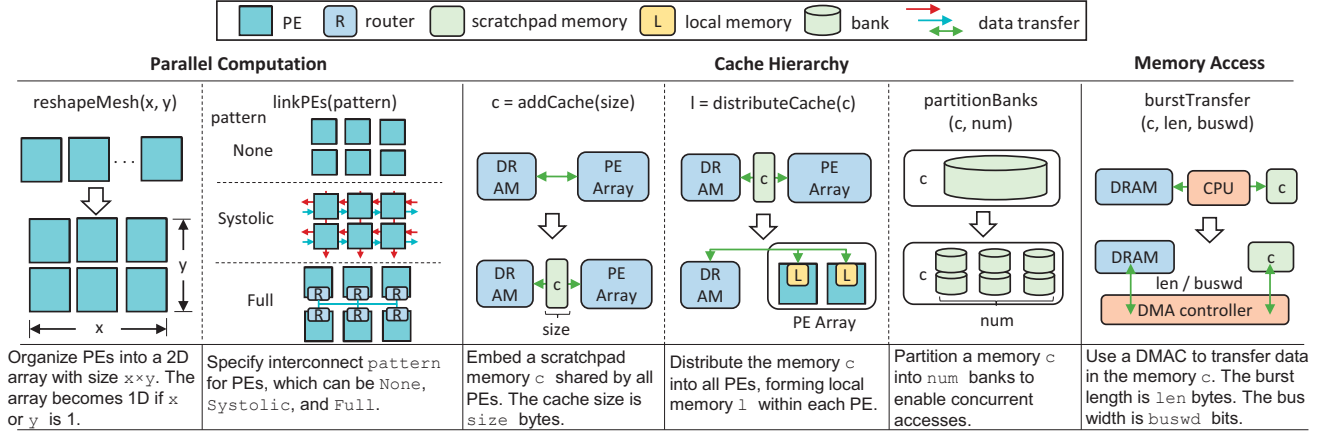 PE
R
router
scratchpad memory
L
local memory
bank
data transfer
Parallel Computation
Cache Hierarchy
Memory Access
reshapeMesh(x, y)
...
y
x
Organize PEs into a 2D
array with size x×y. The
array becomes 1D if x
or y is 1.
linkPEs(pattern)
pattern
None
Systolic
Full
R R R
R R R
Specify interconnect pattern
for PEs, which can be None,
Systolic, and Full.
c = addCache(size)
DR
AM
PE
Array
DR
AM
c
PE
Array
size
Embed a scratchpad
memory c shared by all
PEs. The cache size is
size bytes.
l = distributeCache(c)
DR
AM
c
PE
Array
DR
AM
L
L
PE Array
Distribute the memory c
into all PEs, forming local
memory l within each PE.
partitionBanks
(c, num)
c
c
num
Partition a memory c
into num banks to
enable concurrent
accesses.
burstTransfer
(c, len, buswd)
DRAM
CPU
c
DRAM
c
len / buswd
DMA controller
Use a DMAC to transfer data
in the memory c. The burst
length is len bytes. The bus
width is buswd bits.